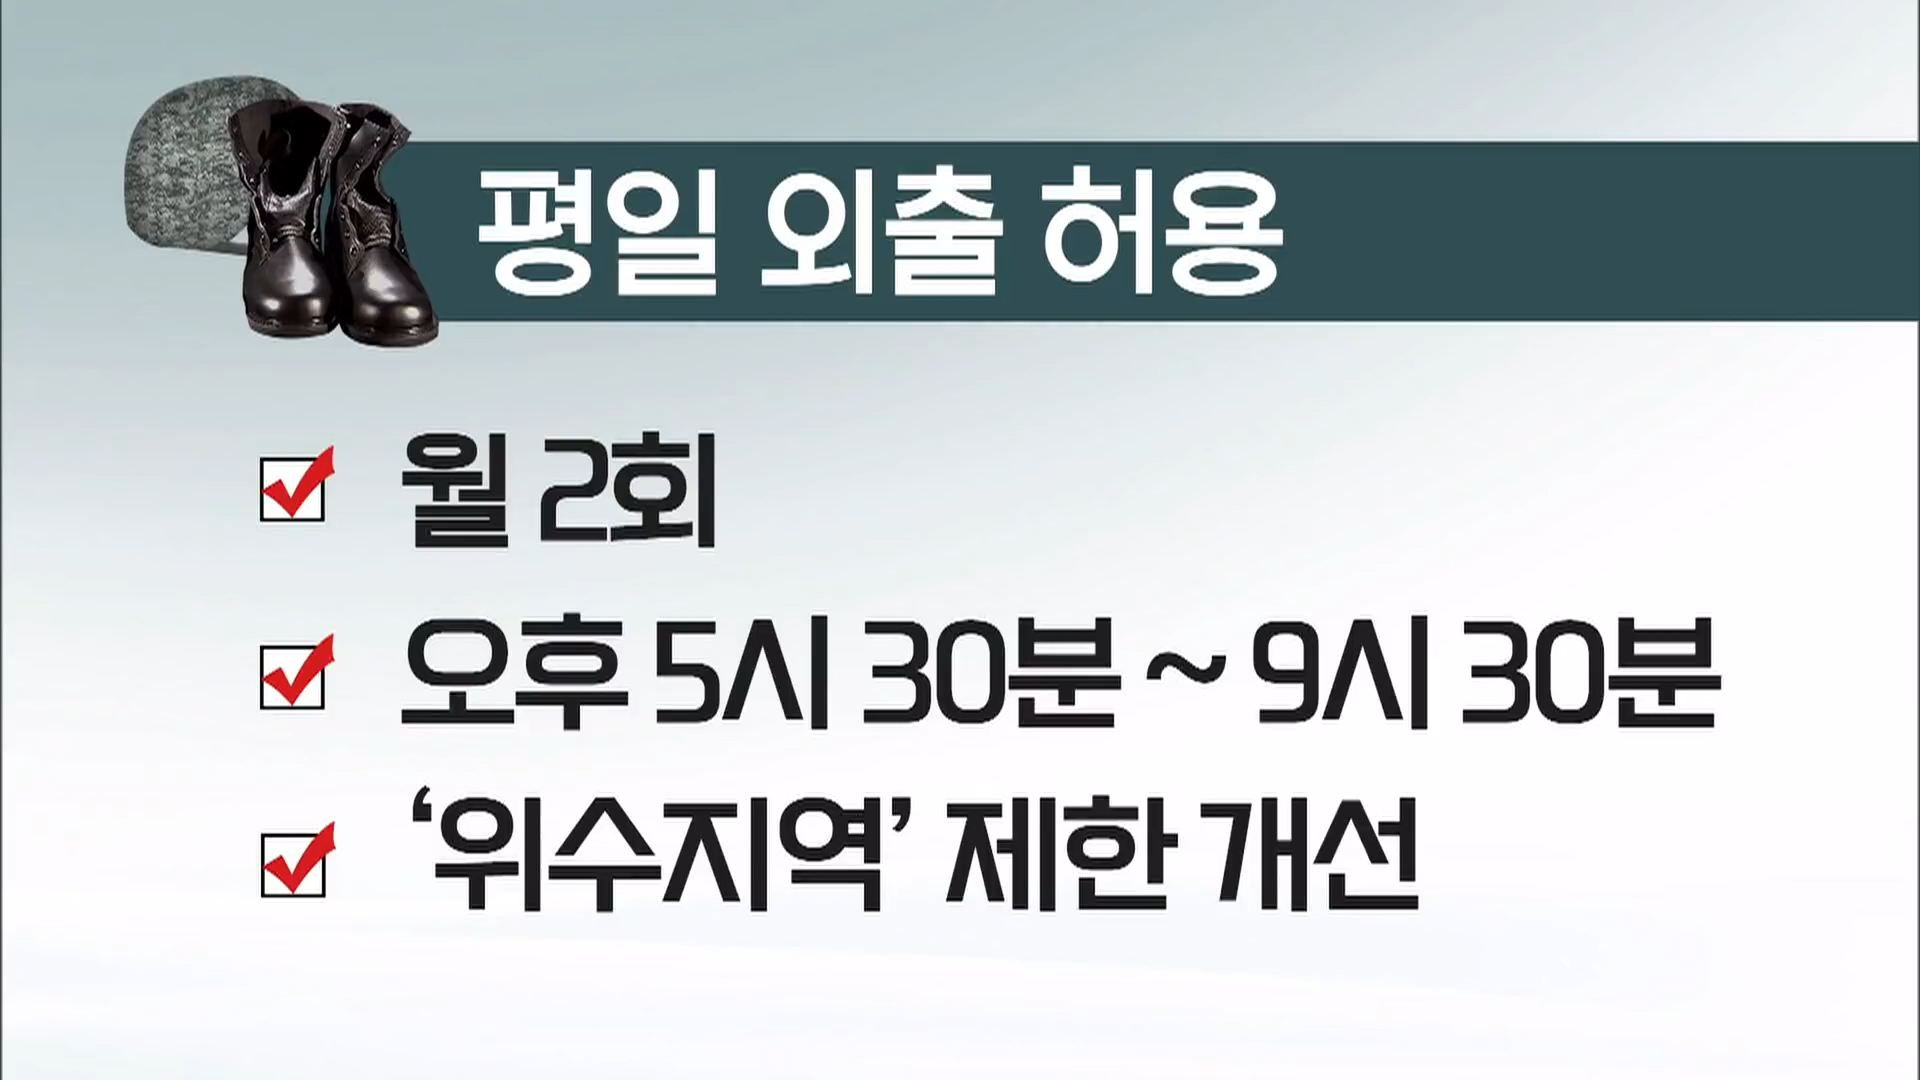 평일 외출 허용
월 2회
오후 5시 30분 ~ 9시 30분
‘위수지역’ 제한 개선